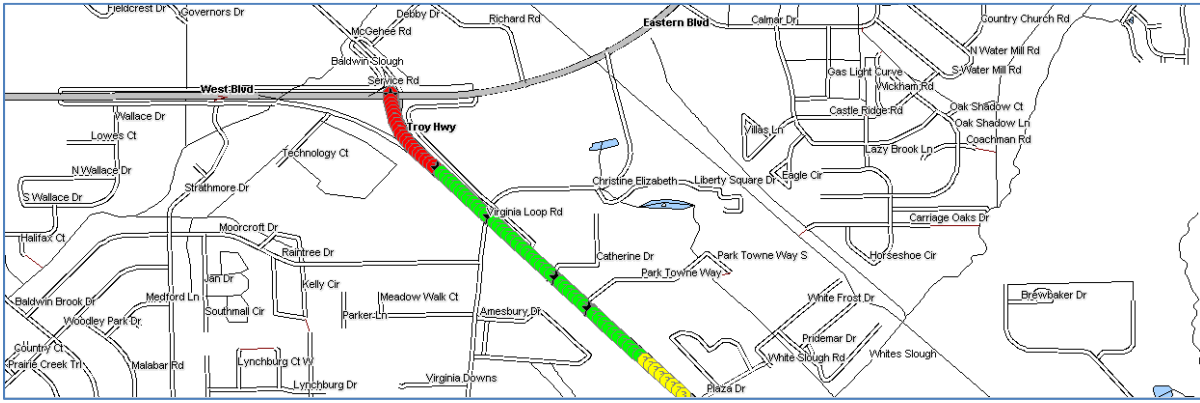 Fieldcrest Dr
Governors Dr
Debby Dr
Richard Rd
Eastern Blvd
Calmar Dr
Country Church Rd
McGehee Rd
N Water Mill Rd
Baldwin Slough
S Water Mill Rd
Gas Light Curve
Service Rd
Wickham Rd
West Blvd
Castle Ridge Rd
Oak Shadow Ct
Wallace Dr
Oak Shadow Ln
Troy Hwy
Villas Ln
Lowes Ct
Coachman Rd
Technology Ct
Lazy Brook Ln
N Wallace Dr
Eagle Cir
Christine Elizabeth
Liberty Square Dr
Strathmore Dr
S Wallace Dr
Virginia Loop Rd
Carriage Oaks Dr
Moorcroft Dr
Halifax Ct
Raintree Dr
Catherine Dr
Park Towne Way S
Horseshoe Cir
Park Towne Way
Jan Dr
Kelly Cir
Medford Ln
Meadow Walk Ct
White Frost Dr
Brewbaker Dr
Baldwin Brook Dr
Southmall Cir
Parker Ln
Amesbury Dr
Woodley Park Dr
Pridemar Dr
Country Ct
White Slough Rd
Whites Slough
Prairie Creek Trl
Malabar Rd
Lynchburg Ct W
Lynchburg Dr
Virginia Downs
Plaza Dr